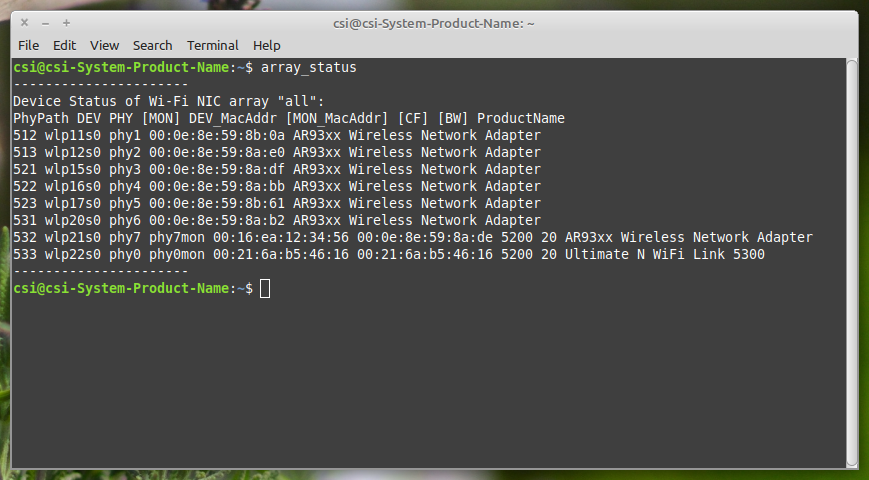 csi@csi-System-Product-Name: ~
File Edit View Search Terminal Help
csi@csi-System-Product-Name:~$ array_status
----------------------
Device Status of Wi-Fi NIC array "all":
PhyPath DEV PHY [MON] DEV_MacAddr [MON_MacAddr] [CF] [BW] ProductName
512 wlp11s0 phy1 00:0e:8e:59:8b:0a AR93xx Wireless Network Adapter
513 wlp12s0 phy2 00:0e:8e:59:8a:e0 AR93xx Wireless Network Adapter
521 wlp15s0 phy3 00:0e:8e:59:8a:df AR93xx Wireless Network Adapter
522 wlp16s0 phy4 00:0e:8e:59:8a:bb AR93xx Wireless Network Adapter
523 wlp17s0 phy5 00:0e:8e:59:8b:61 AR93xx Wireless Network Adapter
531 wlp20s0 phy6 00:0e:8e:59:8a:b2 AR93xx Wireless Network Adapter
532 wlp21s0 phy7 phy7mon 00:16:ea:12:34:56 00:0e:8e:59:8a:de 5200 20 AR93xx Wireless Network Adapter
533 wlp22s0 phy0 phy0mon 00:21:6a:b5:46:16 00:21:6a:b5:46:16 5200 20 Ultimate N WiFi Link 5300
----------------------
csi@csi-System-Product-Name:~$